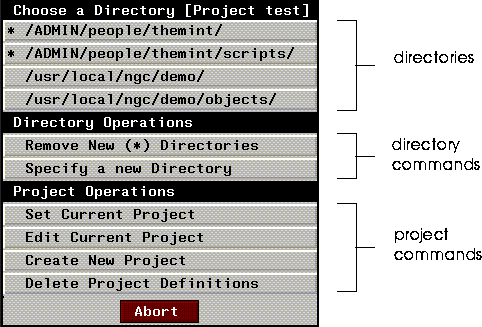 Choose a Directory [Project test]
* /ADMIN/people/themint/
* /ADMIN/people/themint/scripts/
/usr/local/ngc/demo/
/usr/local/ngc/demo/objects/
directories
Directory Operations
Remove New (*) Directories
Specify a new Directory
directory
commands
Project Operations
Set Current Project
Edit Current Project
Create New Project
Delete Project Definitions
project
commands
Abort